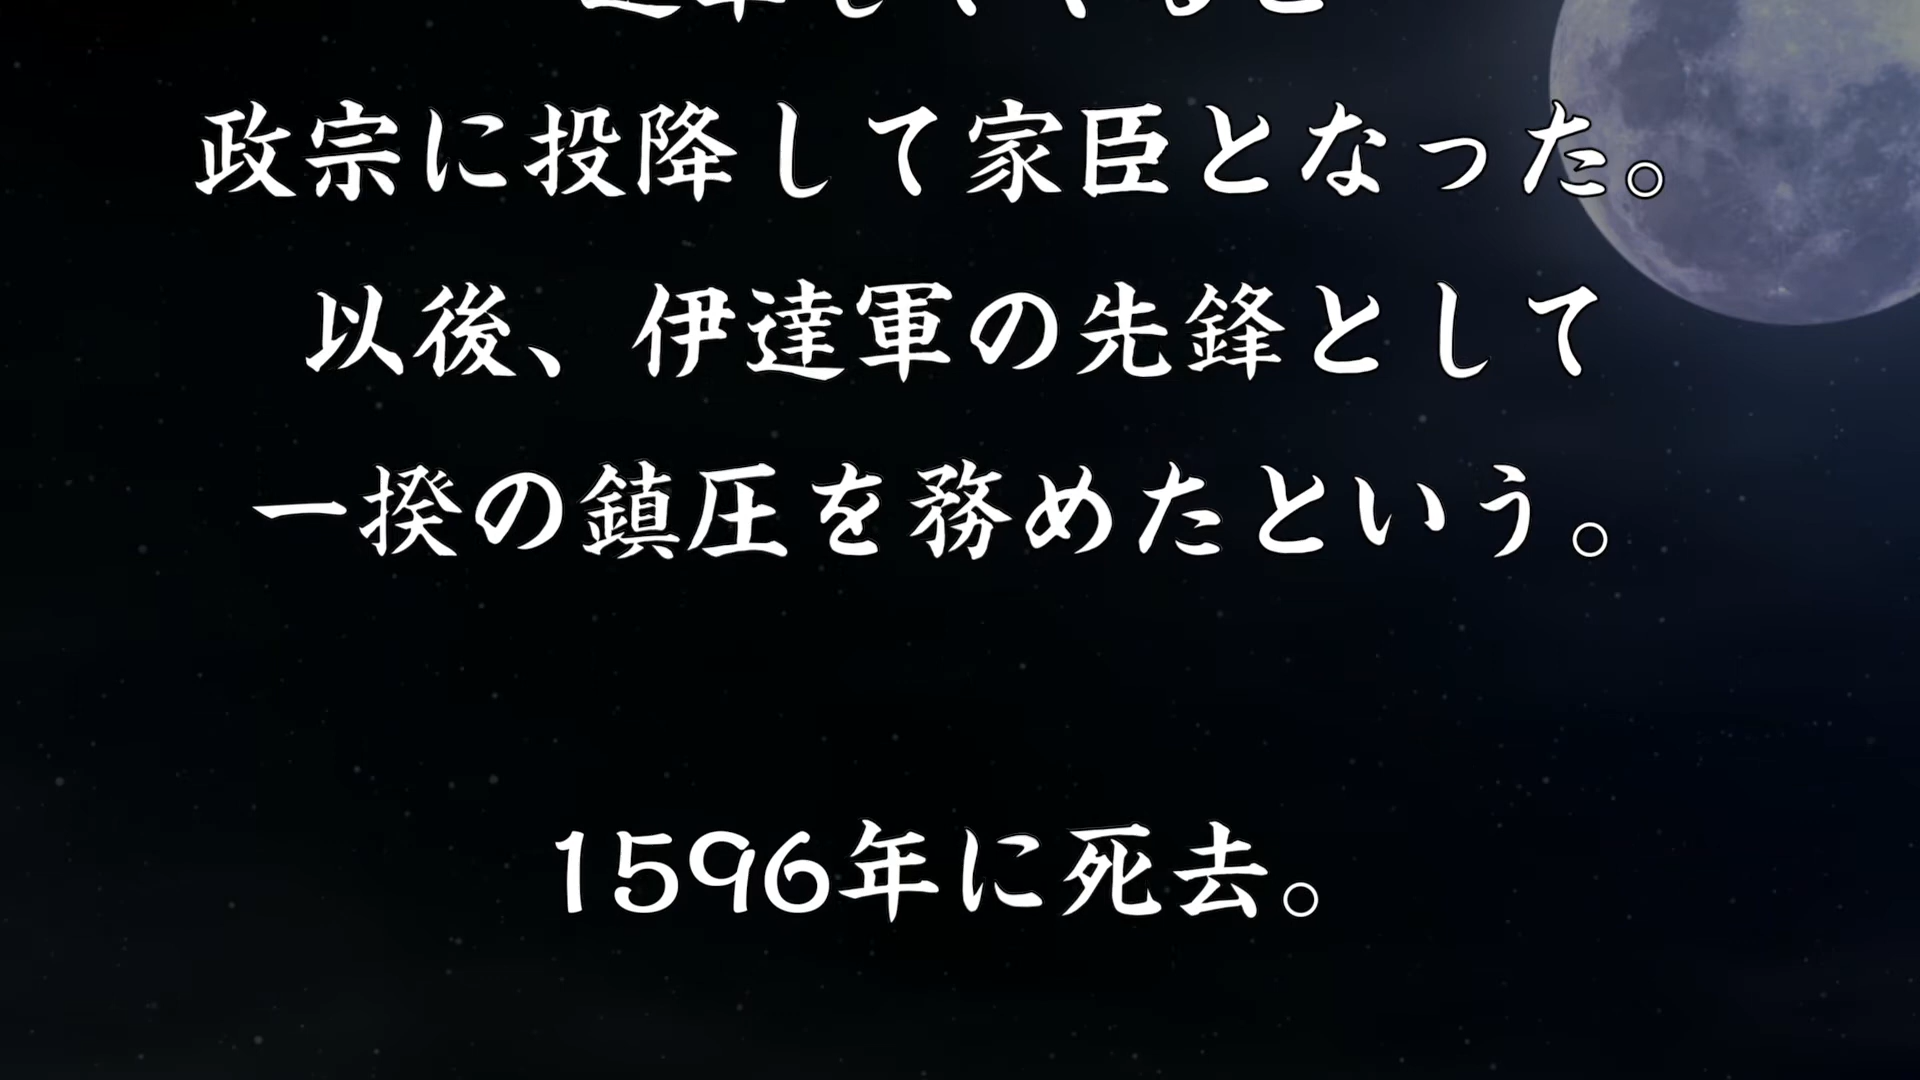 政宗に投降して家臣となった。
以後、伊達軍の先鋒として
一揆の鎮圧を務めたという。
1596年に死去。